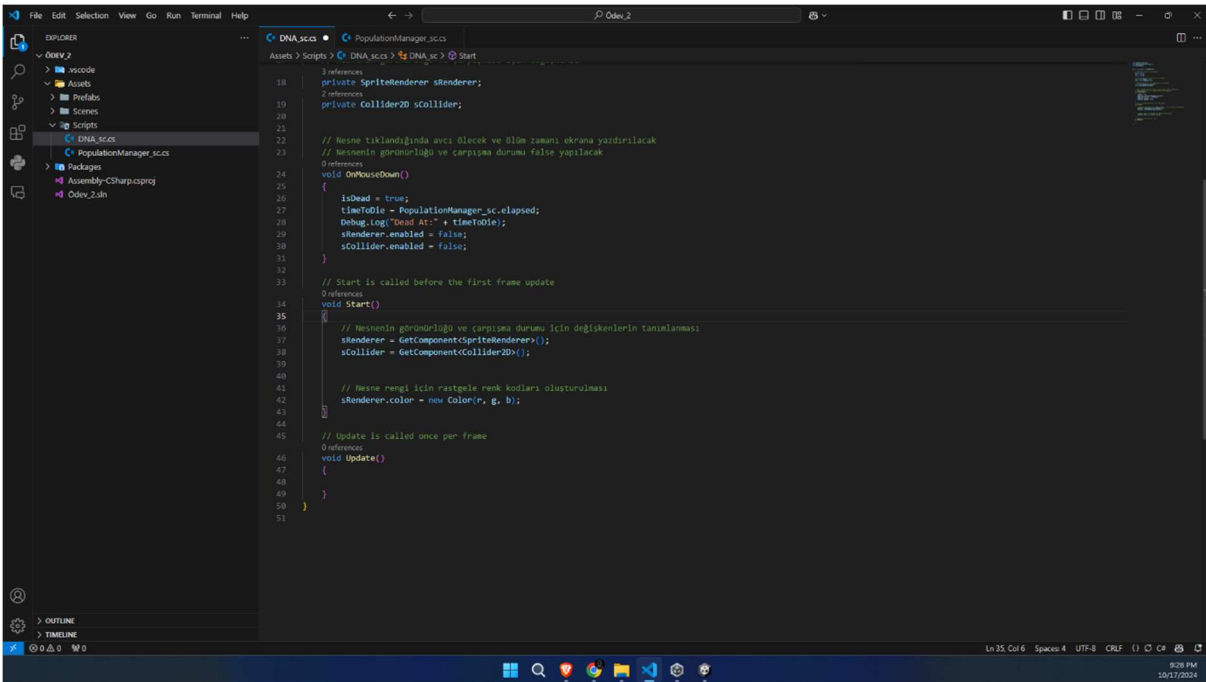 File Edit Selection View Go Run Terminal Help
Ödev_2
EXPLORER
ÖDEV_2
.vscode
Assets
Prefabs
Scenes
Scripts
DNA_sc.cs
PopulationManager_sc.cs
Packages
Assembly-CSharp.csproj
Ödev_2.sln
OUTLINE
TIMELINE
DNA_sc.cs PopulationManager_sc.cs
Assets > Scripts > DNA_sc.cs > DNA_sc > Start
3 references
18 private SpriteRenderer sRenderer;
2 references
19 private Collider2D sCollider;
20
21
22 // Nesne tıklandığında avcı ölecek ve ölüm zamanı ekrana yazdırılacak
23 // Nesnenin görünürlüğü ve çarpışma durumu false yapılacak
0 references
24 void OnMouseDown()
25 {
26 isDead = true;
27 timeToDie = PopulationManager_sc.elapsed;
28 Debug.Log("Dead At:" + timeToDie);
29 sRenderer.enabled = false;
30 sCollider.enabled = false;
31 }
32
33 // Start is called before the first frame update
0 references
34 void Start()
35 {
36 // Nesnenin görünürlüğü ve çarpışma durumu için değişkenlerin tanımlanması
37 sRenderer = GetComponent<SpriteRenderer>();
38 sCollider = GetComponent<Collider2D>();
39
40
41 // Nesne rengi için rastgele renk kodları oluşturulması
42 sRenderer.color = new Color(r, g, b);
43 }
44
45 // Update is called once per frame
0 references
46 void Update()
47 {
48
49 }
50 }
51
0 0 0 Ln 35, Col 6 Spaces: 4 UTF-8 CRLF {} C#
9:28 PM
10/17/2024